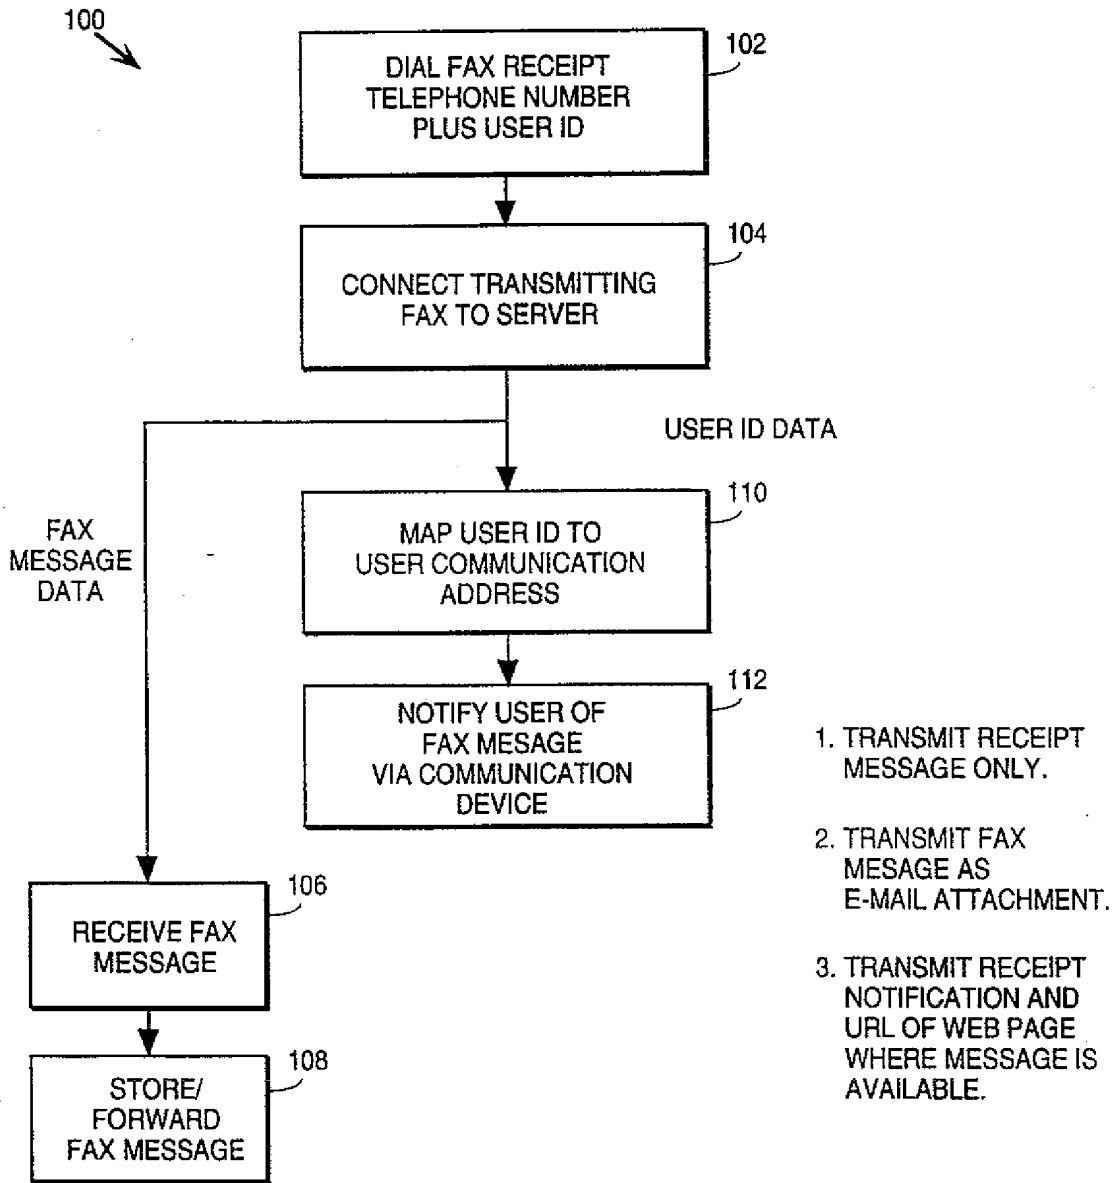 100
102
DIAL FAX RECEIPT
TELEPHONE NUMBER
PLUS USER ID
104
CONNECT TRANSMITTING
FAX TO SERVER
USER ID DATA
110
MAP USER ID TO
USER COMMUNICATION
ADDRESS
FAX
MESSAGE
DATA
112
NOTIFY USER OF
FAX MESAGE
VIA COMMUNICATION
DEVICE
1. TRANSMIT RECEIPT
MESSAGE ONLY.
2. TRANSMIT FAX
MESAGE AS
E-MAIL ATTACHMENT.
3. TRANSMIT RECEIPT
NOTIFICATION AND
URL OF WEB PAGE
WHERE MESSAGE IS
AVAILABLE.
106
RECEIVE FAX
MESSAGE
108
STORE/
FORWARD
FAX MESSAGE